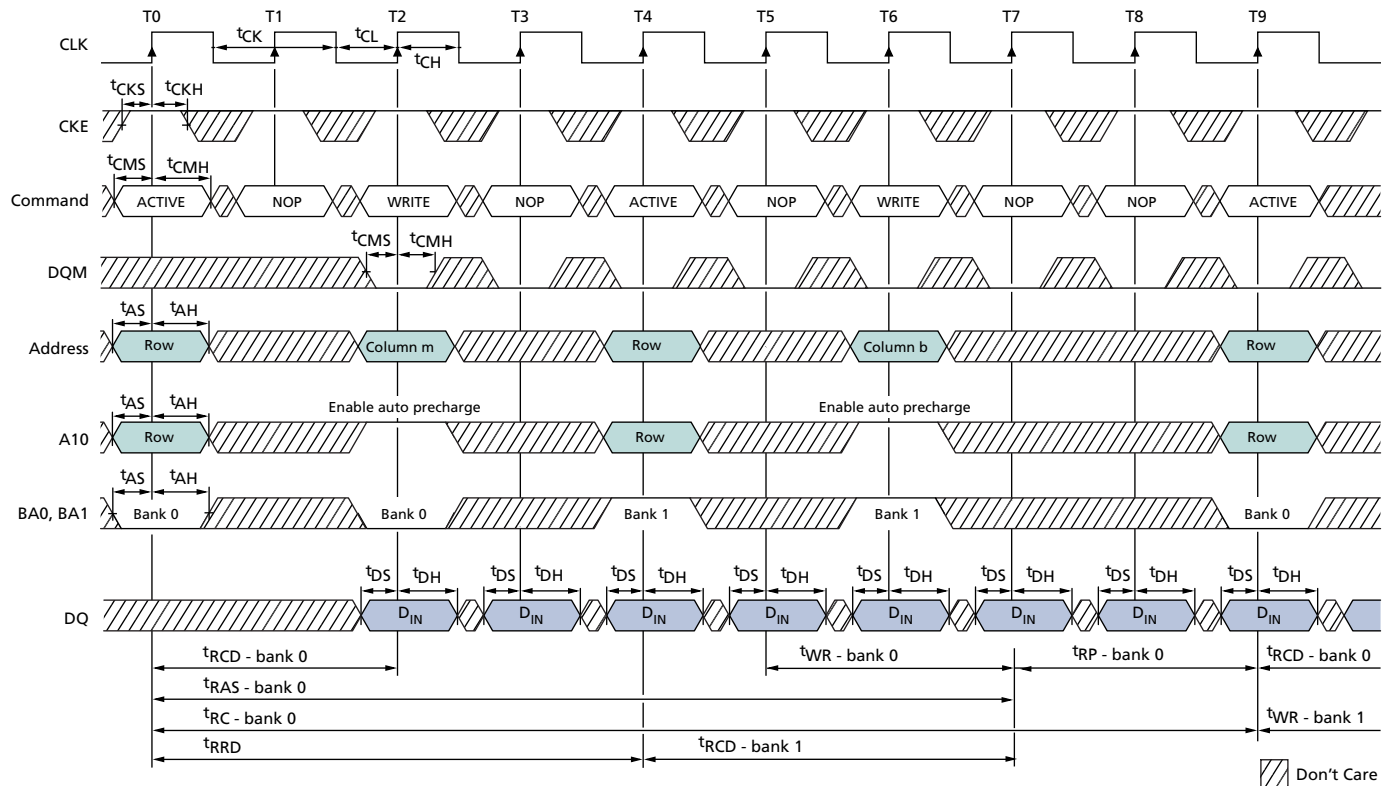 T0 T1 T2 T3 T4 T5 T6 T7 T8 T9
CLK
tCK tCL
tCH
tCKS tCKH
CKE
tCMS tCMH
Command ACTIVE NOP WRITE NOP ACTIVE NOP WRITE NOP NOP ACTIVE
tCMS tCMH
DQM
tAS tAH
Address Row Column m Row Column b Row
tAS tAH
Enable auto precharge Enable auto precharge
A10 Row Row Row
tAS tAH
BA0, BA1 Bank 0 Bank 0 Bank 1 Bank 1 Bank 0
tDS tDH tDS tDH tDS tDH tDS tDH tDS tDH tDS tDH tDS tDH tDS tDH
DQ DIN DIN DIN DIN DIN DIN DIN DIN
tRCD - bank 0 tWR - bank 0 tRP - bank 0 tRCD - bank 0
tRAS - bank 0
tRC - bank 0 tWR - bank 1
tRRD tRCD - bank 1
Don't Care